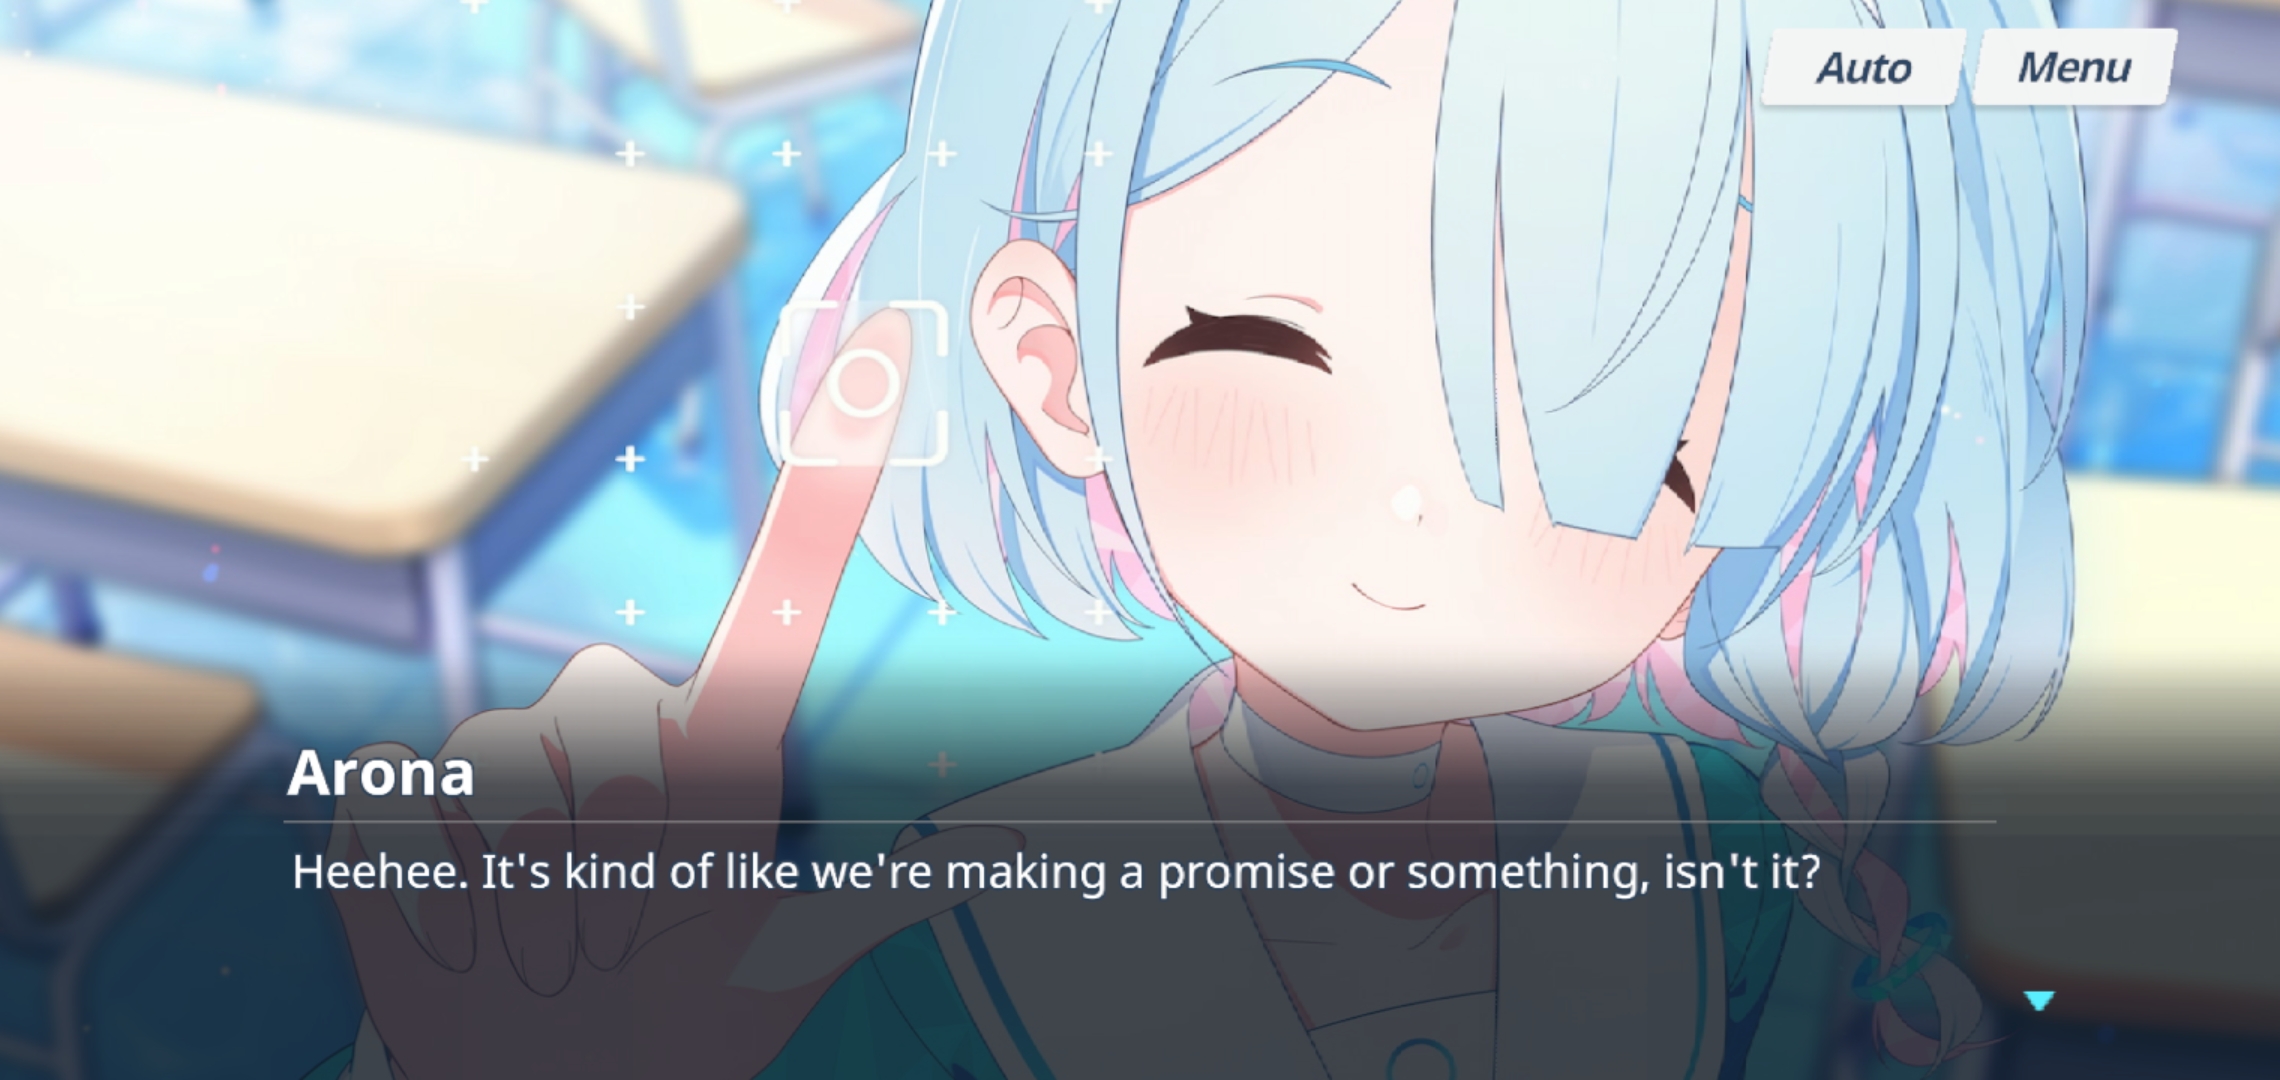 Auto
Menu
Arona
Heehee. It's kind of like we're making a promise or something, isn't it?